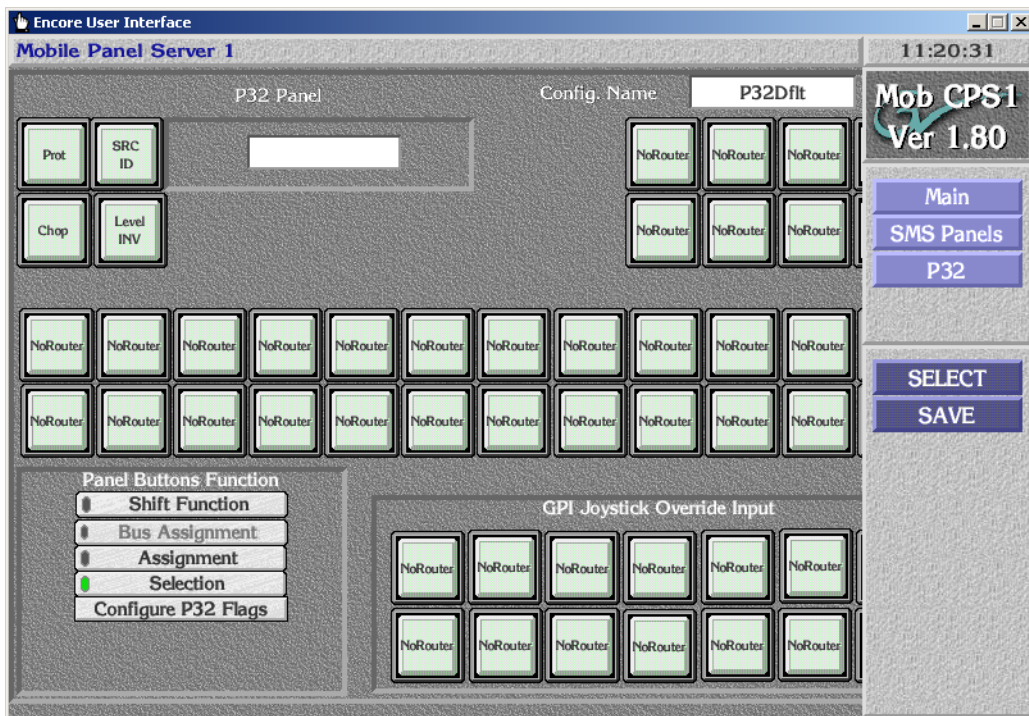 Encore User Interface
Mobile Panel Server 1
11:20:31
P32 Panel
Config. Name
P32Dflt
Mob CPS1
Ver 1.80
Prot
SRC
ID
NoRouter NoRouter NoRouter
Chop
Level
INV
NoRouter NoRouter NoRouter
Main
SMS Panels
P32
NoRouter NoRouter NoRouter NoRouter NoRouter NoRouter NoRouter NoRouter NoRouter NoRouter NoRouter
NoRouter NoRouter NoRouter NoRouter NoRouter NoRouter NoRouter NoRouter NoRouter NoRouter NoRouter
SELECT
SAVE
Panel Buttons Function
Shift Function
Bus Assignment
Assignment
Selection
Configure P32 Flags
GPI Joystick Override Input
NoRouter NoRouter NoRouter NoRouter NoRouter NoRouter
NoRouter NoRouter NoRouter NoRouter NoRouter NoRouter